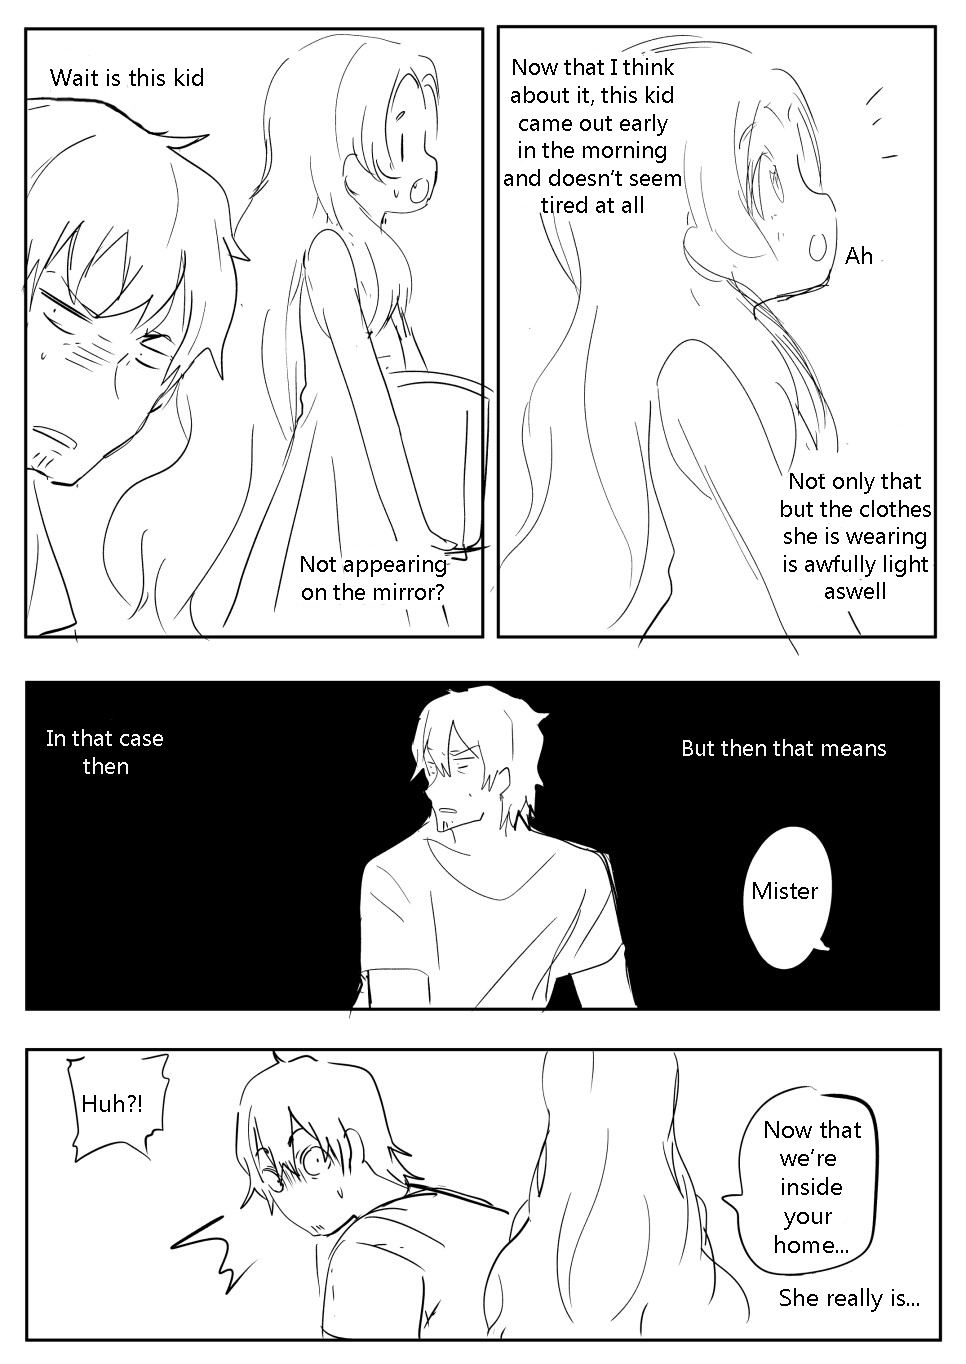 Wait is this kid
Not appearing
on the mirror?
Now that I think
about it, this kid
came out early
in the morning
and doesn't seem
tired at all
Ah
Not only that
but the clothes
she is wearing
is awfully light
aswell
In that case
then
But then that means
Mister
Huh?!
Now that
we're
inside
your
home...
She really is...